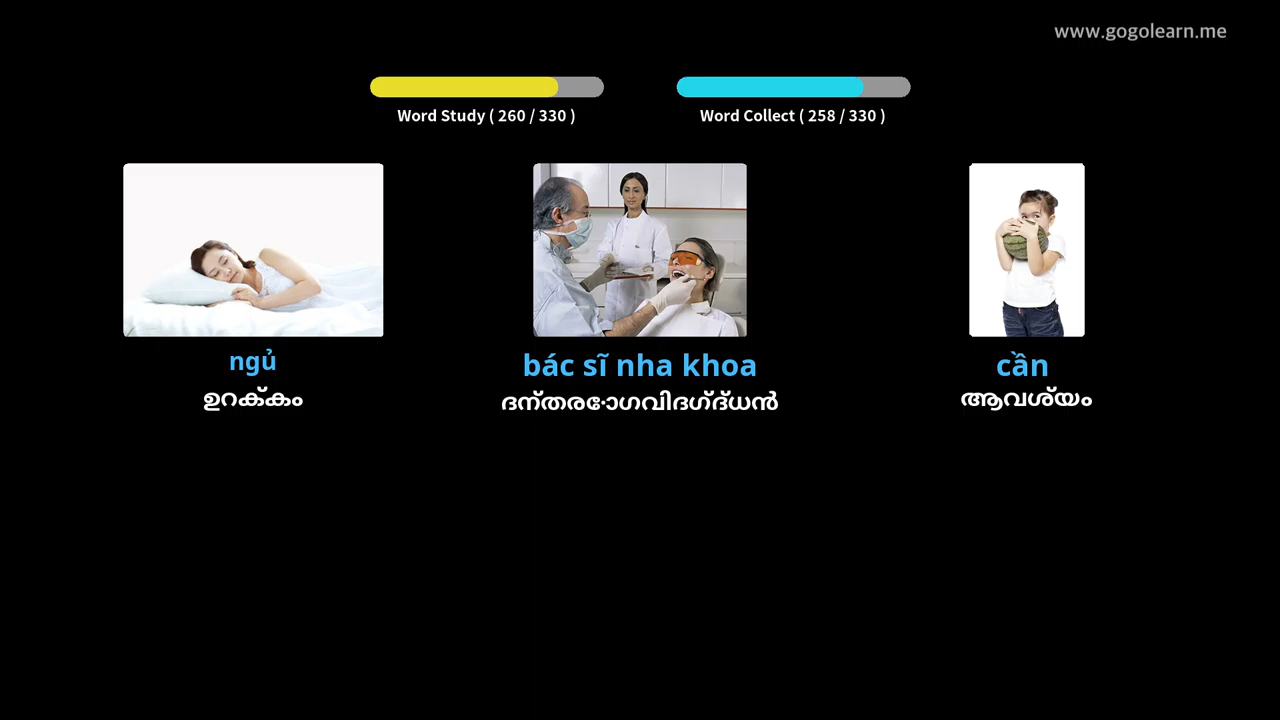 www.gogolearn.me
Word Study ( 260 / 330 )
Word Collect ( 258 / 330 )
ngủ
bác sĩ nha khoa
cần
ഉറക്കം
ദന്തരോഗവിദഗ്ദ്ധൻ
ആവശ്യം